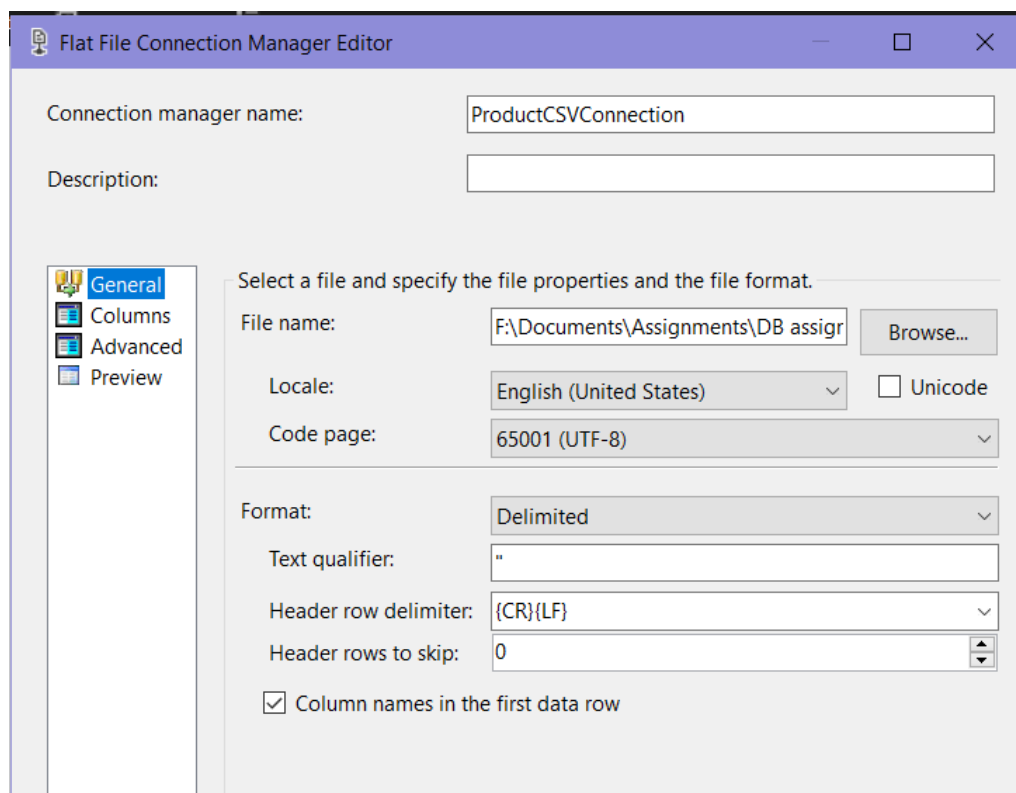 Flat File Connection Manager Editor
Connection manager name: ProductCSVConnection
Description:
General
Columns
Advanced
Preview
Select a file and specify the file properties and the file format.
File name: F:\Documents\Assignments\DB assigr Browse...
Locale: English (United States) Unicode
Code page: 65001 (UTF-8)
Format: Delimited
Text qualifier: "
Header row delimiter: {CR}{LF}
Header rows to skip: 0
Column names in the first data row